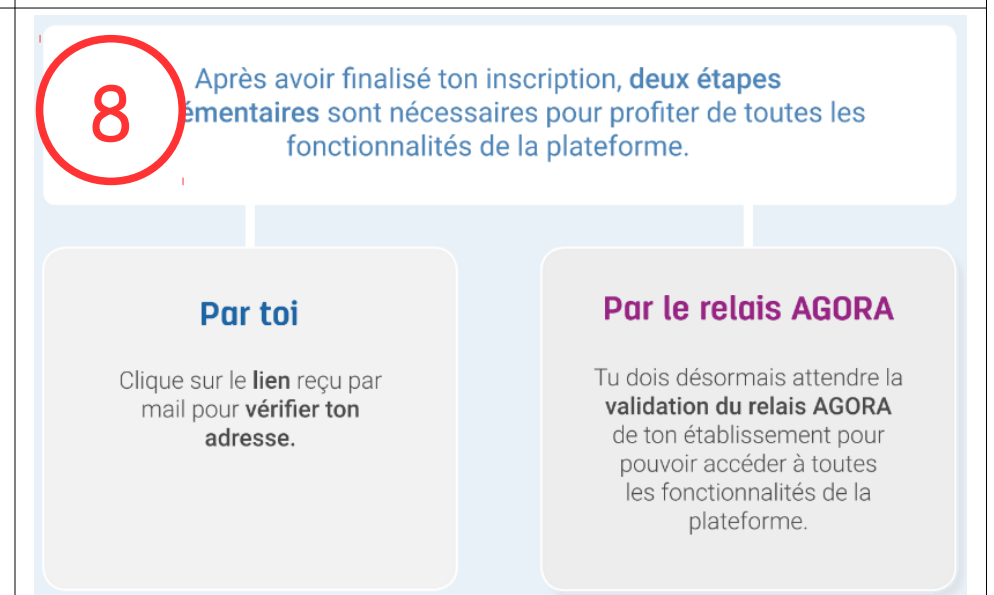 8
Après avoir finalisé ton inscription, deux étapes
émentaires sont nécessaires pour profiter de toutes les
fonctionnalités de la plateforme.
Par toi
Clique sur le lien reçu par
mail pour vérifier ton
adresse.
Par le relais AGORA
Tu dois désormais attendre la
validation du relais AGORA
de ton établissement pour
pouvoir accéder à toutes
les fonctionnalités de la
plateforme.